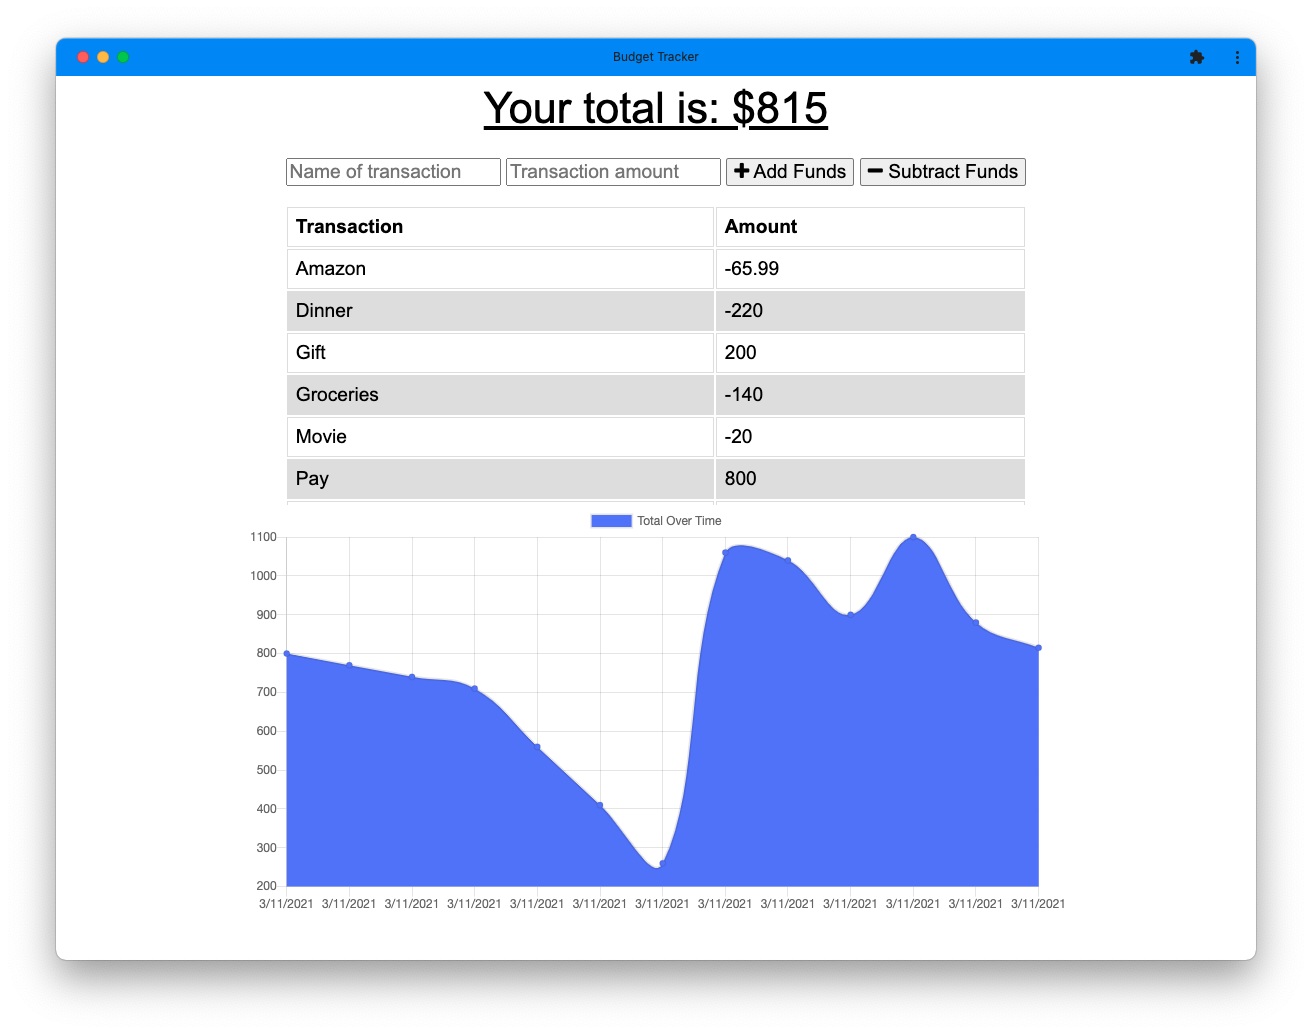 Budget Tracker
Your total is: $815
Name of transaction Transaction amount Add Funds Subtract Funds
Transaction Amount
Amazon -65.99
Dinner -220
Gift 200
Groceries -140
Movie -20
Pay 800
Total Over Time
1100
1000
900
800
700
600
500
400
300
200
3/11/2021 3/11/2021 3/11/2021 3/11/2021 3/11/2021 3/11/2021 3/11/2021 3/11/2021 3/11/2021 3/11/2021 3/11/2021 3/11/2021 3/11/2021